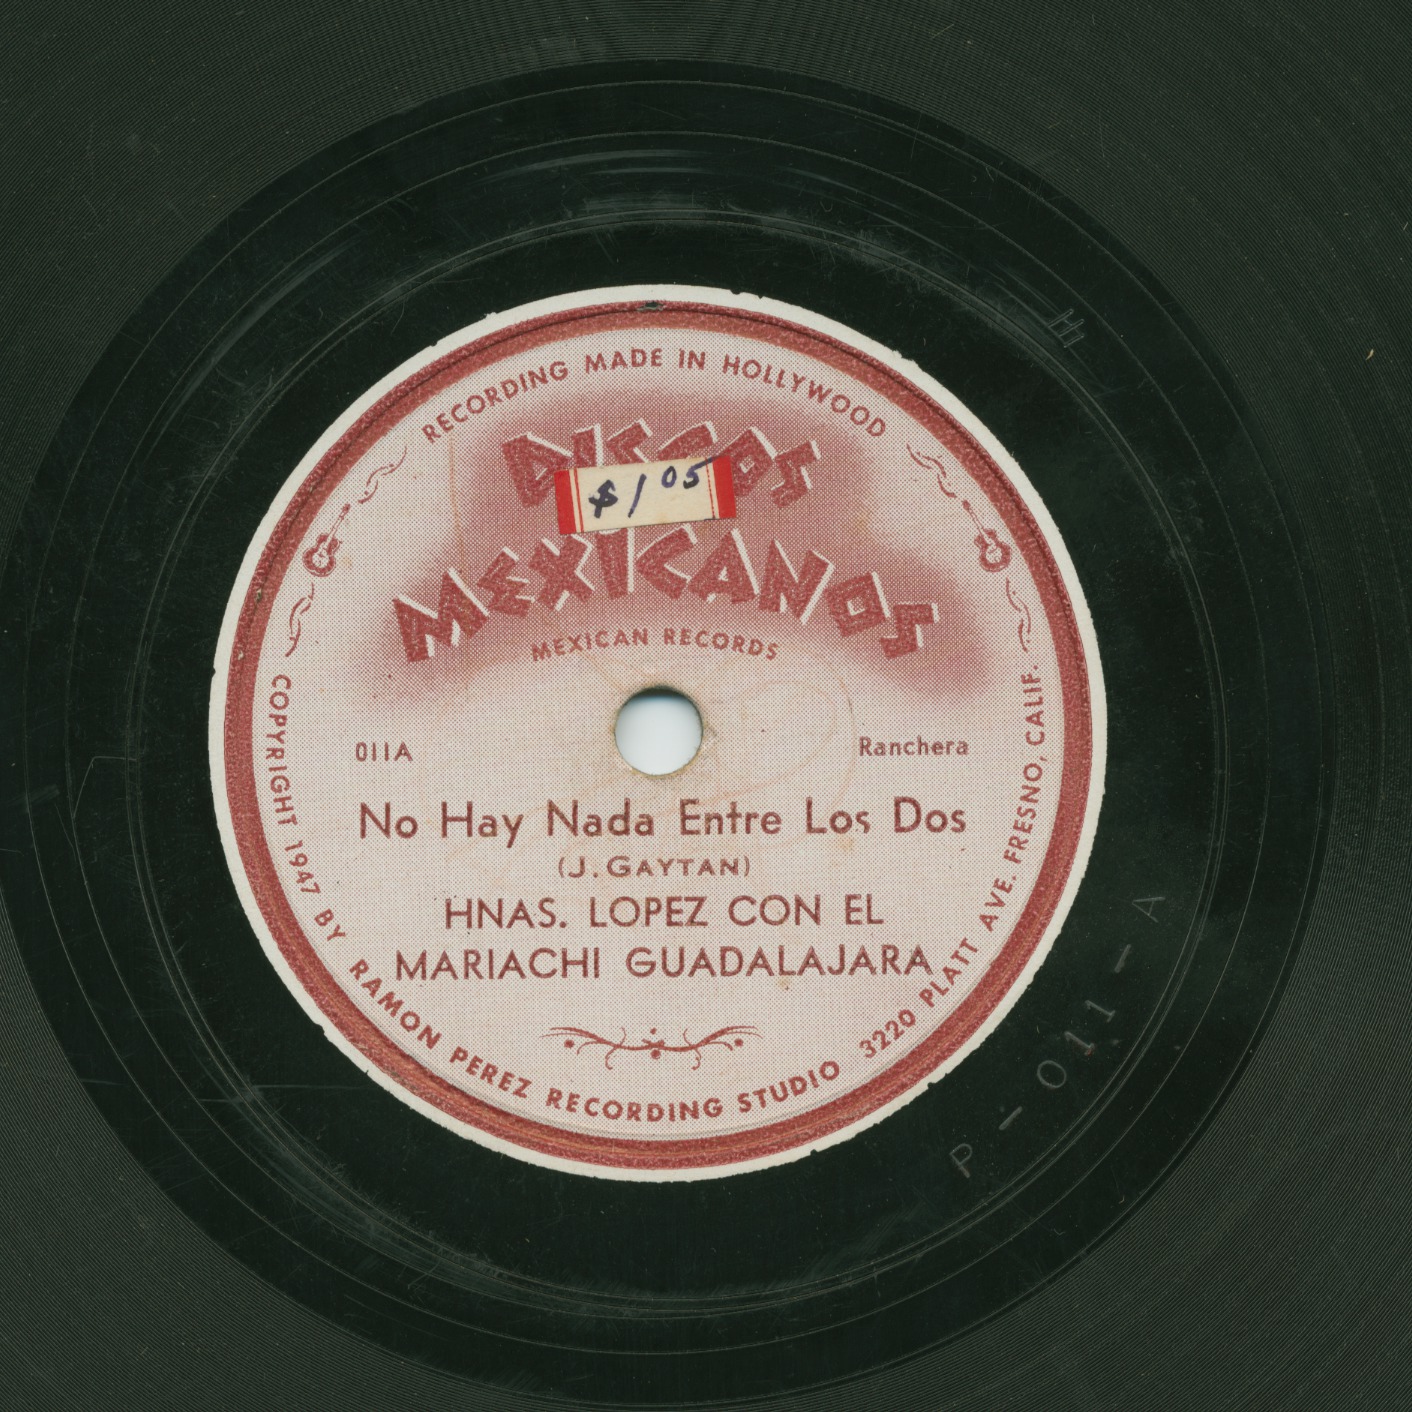 RECORDING MADE IN HOLLYWOOD
DISCOS
$1 05
MEXICANOS
MEXICAN RECORDS
011A
Ranchera
No Hay Nada Entre Los Dos
(J. GAYTAN)
HNAS. LOPEZ CON EL
MARIACHI GUADALAJARA
COPYRIGHT 1947 BY RAMON PEREZ RECORDING STUDIO 3220 PLATT AVE. FRESNO, CALIF.
P-011-A